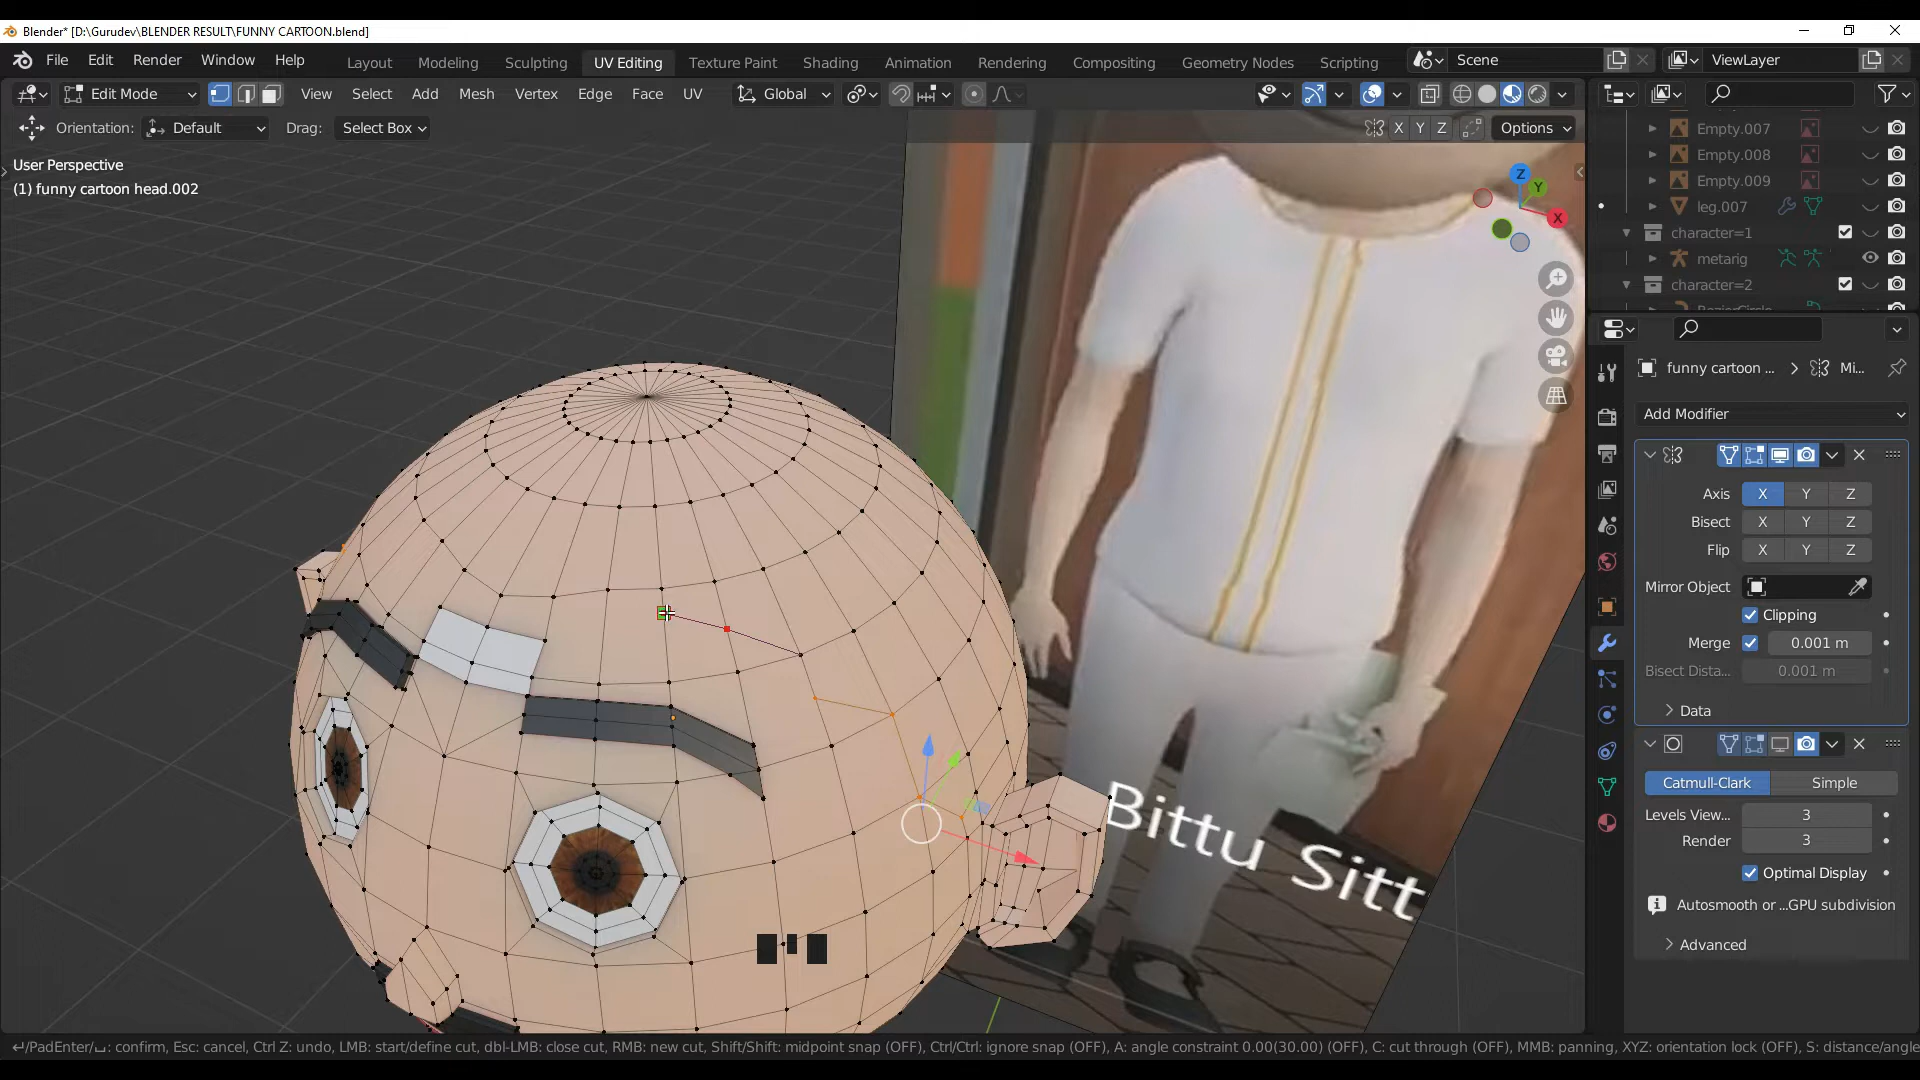 Blender* [D:\Gurudev\BLENDER RESULT\FUNNY CARTOON.blend]
File Edit Render Window Help Layout Modeling Sculpting UV Editing Texture Paint Shading Animation Rendering Compositing Geometry Nodes Scripting Scene ViewLayer
Edit Mode View Select Add Mesh Vertex Edge Face UV Global
Orientation: Default Drag: Select Box X Y Z Options
User Perspective
(1) funny cartoon head.002
Z
Y
X
Bittu Sitt
Empty.007
Empty.008
Empty.009
leg.007
character=1
metarig
character=2
BezierCircle
funny cartoon ... Mi...
Add Modifier
Axis X Y Z
Bisect X Y Z
Flip X Y Z
Mirror Object
Clipping
Merge 0.001 m
Bisect Dista... 0.001 m
Data
Catmull-Clark Simple
Levels View... 3
Render 3
Optimal Display
Autosmooth or ...GPU subdivision
Advanced
↵/PadEnter/␣: confirm, Esc: cancel, Ctrl Z: undo, LMB: start/define cut, dbl-LMB: close cut, RMB: new cut, Shift/Shift: midpoint snap (OFF), Ctrl/Ctrl: ignore snap (OFF), A: angle constraint 0.00(30.00) (OFF), C: cut through (OFF), MMB: panning, XYZ: orientation lock (OFF), S: distance/angle